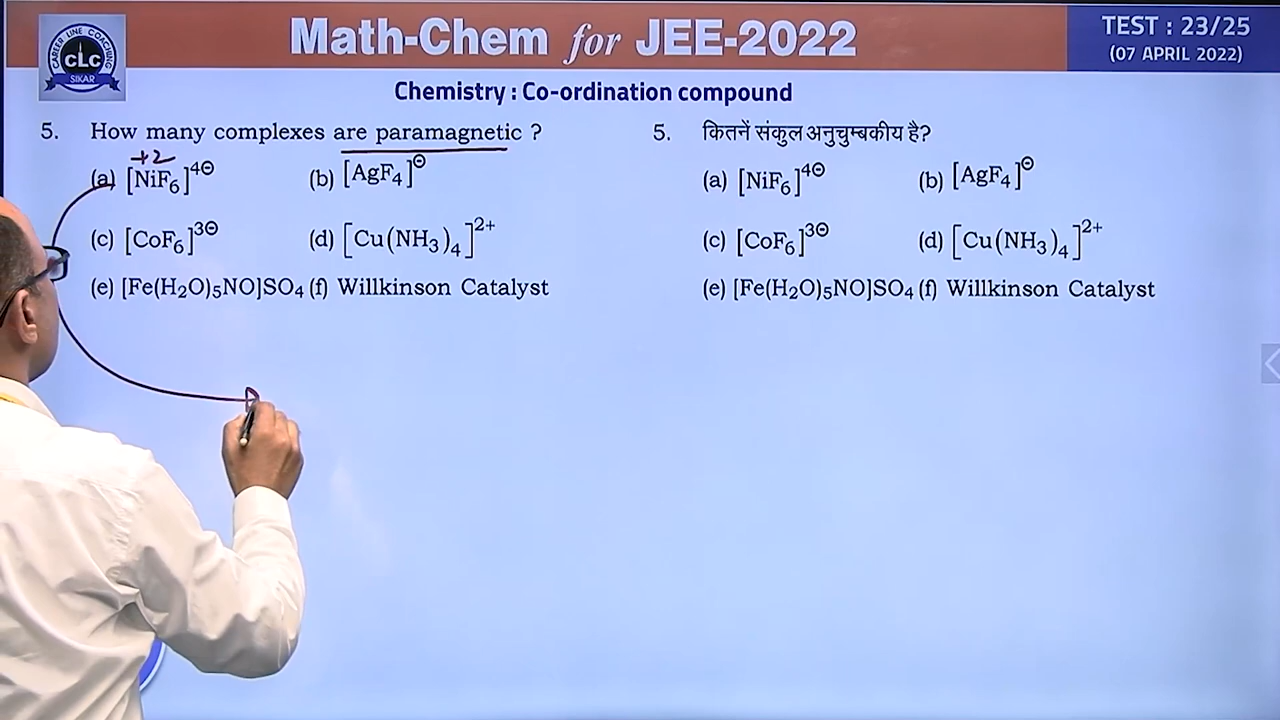 CAREER LINE COACHING
CLC
SIKAR
Math-Chem for JEE-2022
TEST : 23/25
(07 APRIL 2022)
Chemistry : Co-ordination compound
5. How many complexes are paramagnetic ?
+2
(a) [NiF₆]⁴⊖ (b) [AgF₄]⊖
(c) [CoF₆]³⊖ (d) [Cu(NH₃)₄]²⁺
(e) [Fe(H₂O)₅NO]SO₄ (f) Willkinson Catalyst
5. कितनें संकुल अनुचुम्बकीय है?
(a) [NiF₆]⁴⊖ (b) [AgF₄]⊖
(c) [CoF₆]³⊖ (d) [Cu(NH₃)₄]²⁺
(e) [Fe(H₂O)₅NO]SO₄ (f) Willkinson Catalyst